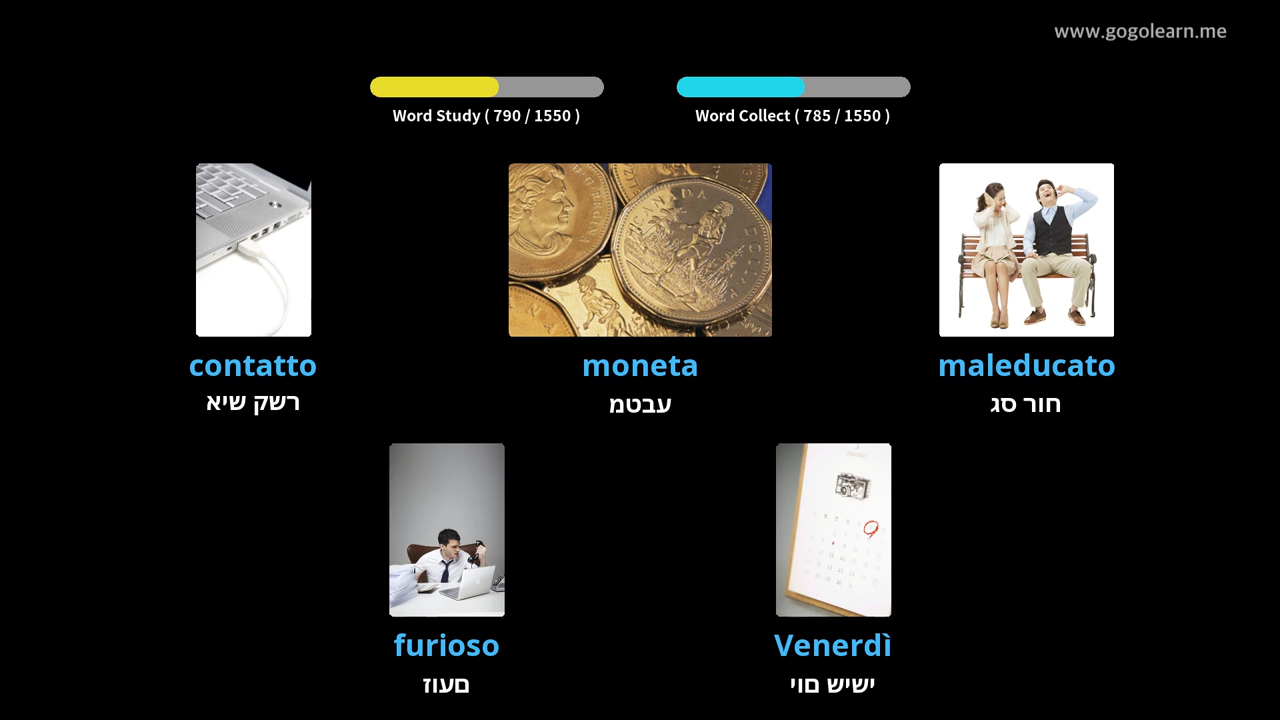 www.gogolearn.me
Word Study ( 790 / 1550 )
Word Collect ( 785 / 1550 )
contatto
רשק שיא
moneta
עבטמ
maleducato
חור סג
furioso
םעוז
Venerdì
ישיש םוי